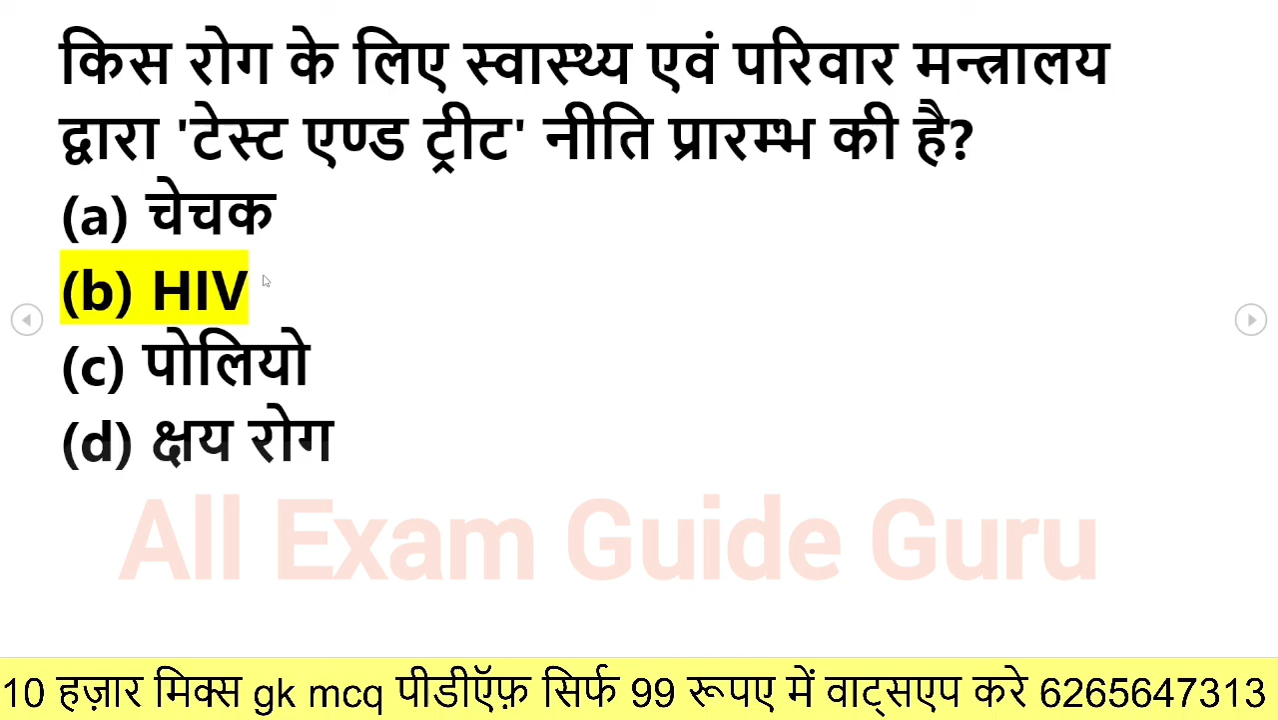 किस रोग के लिए स्वास्थ्य एवं परिवार मन्त्रालय
द्वारा 'टेस्ट एण्ड ट्रीट' नीति प्रारम्भ की है?
(a) चेचक
(b) HIV
(c) पोलियो
(d) क्षय रोग
All Exam Guide Guru
10 हज़ार मिक्स gk mcq पीडीऍफ़ सिर्फ 99 रूपए में वाट्सएप करे 6265647313